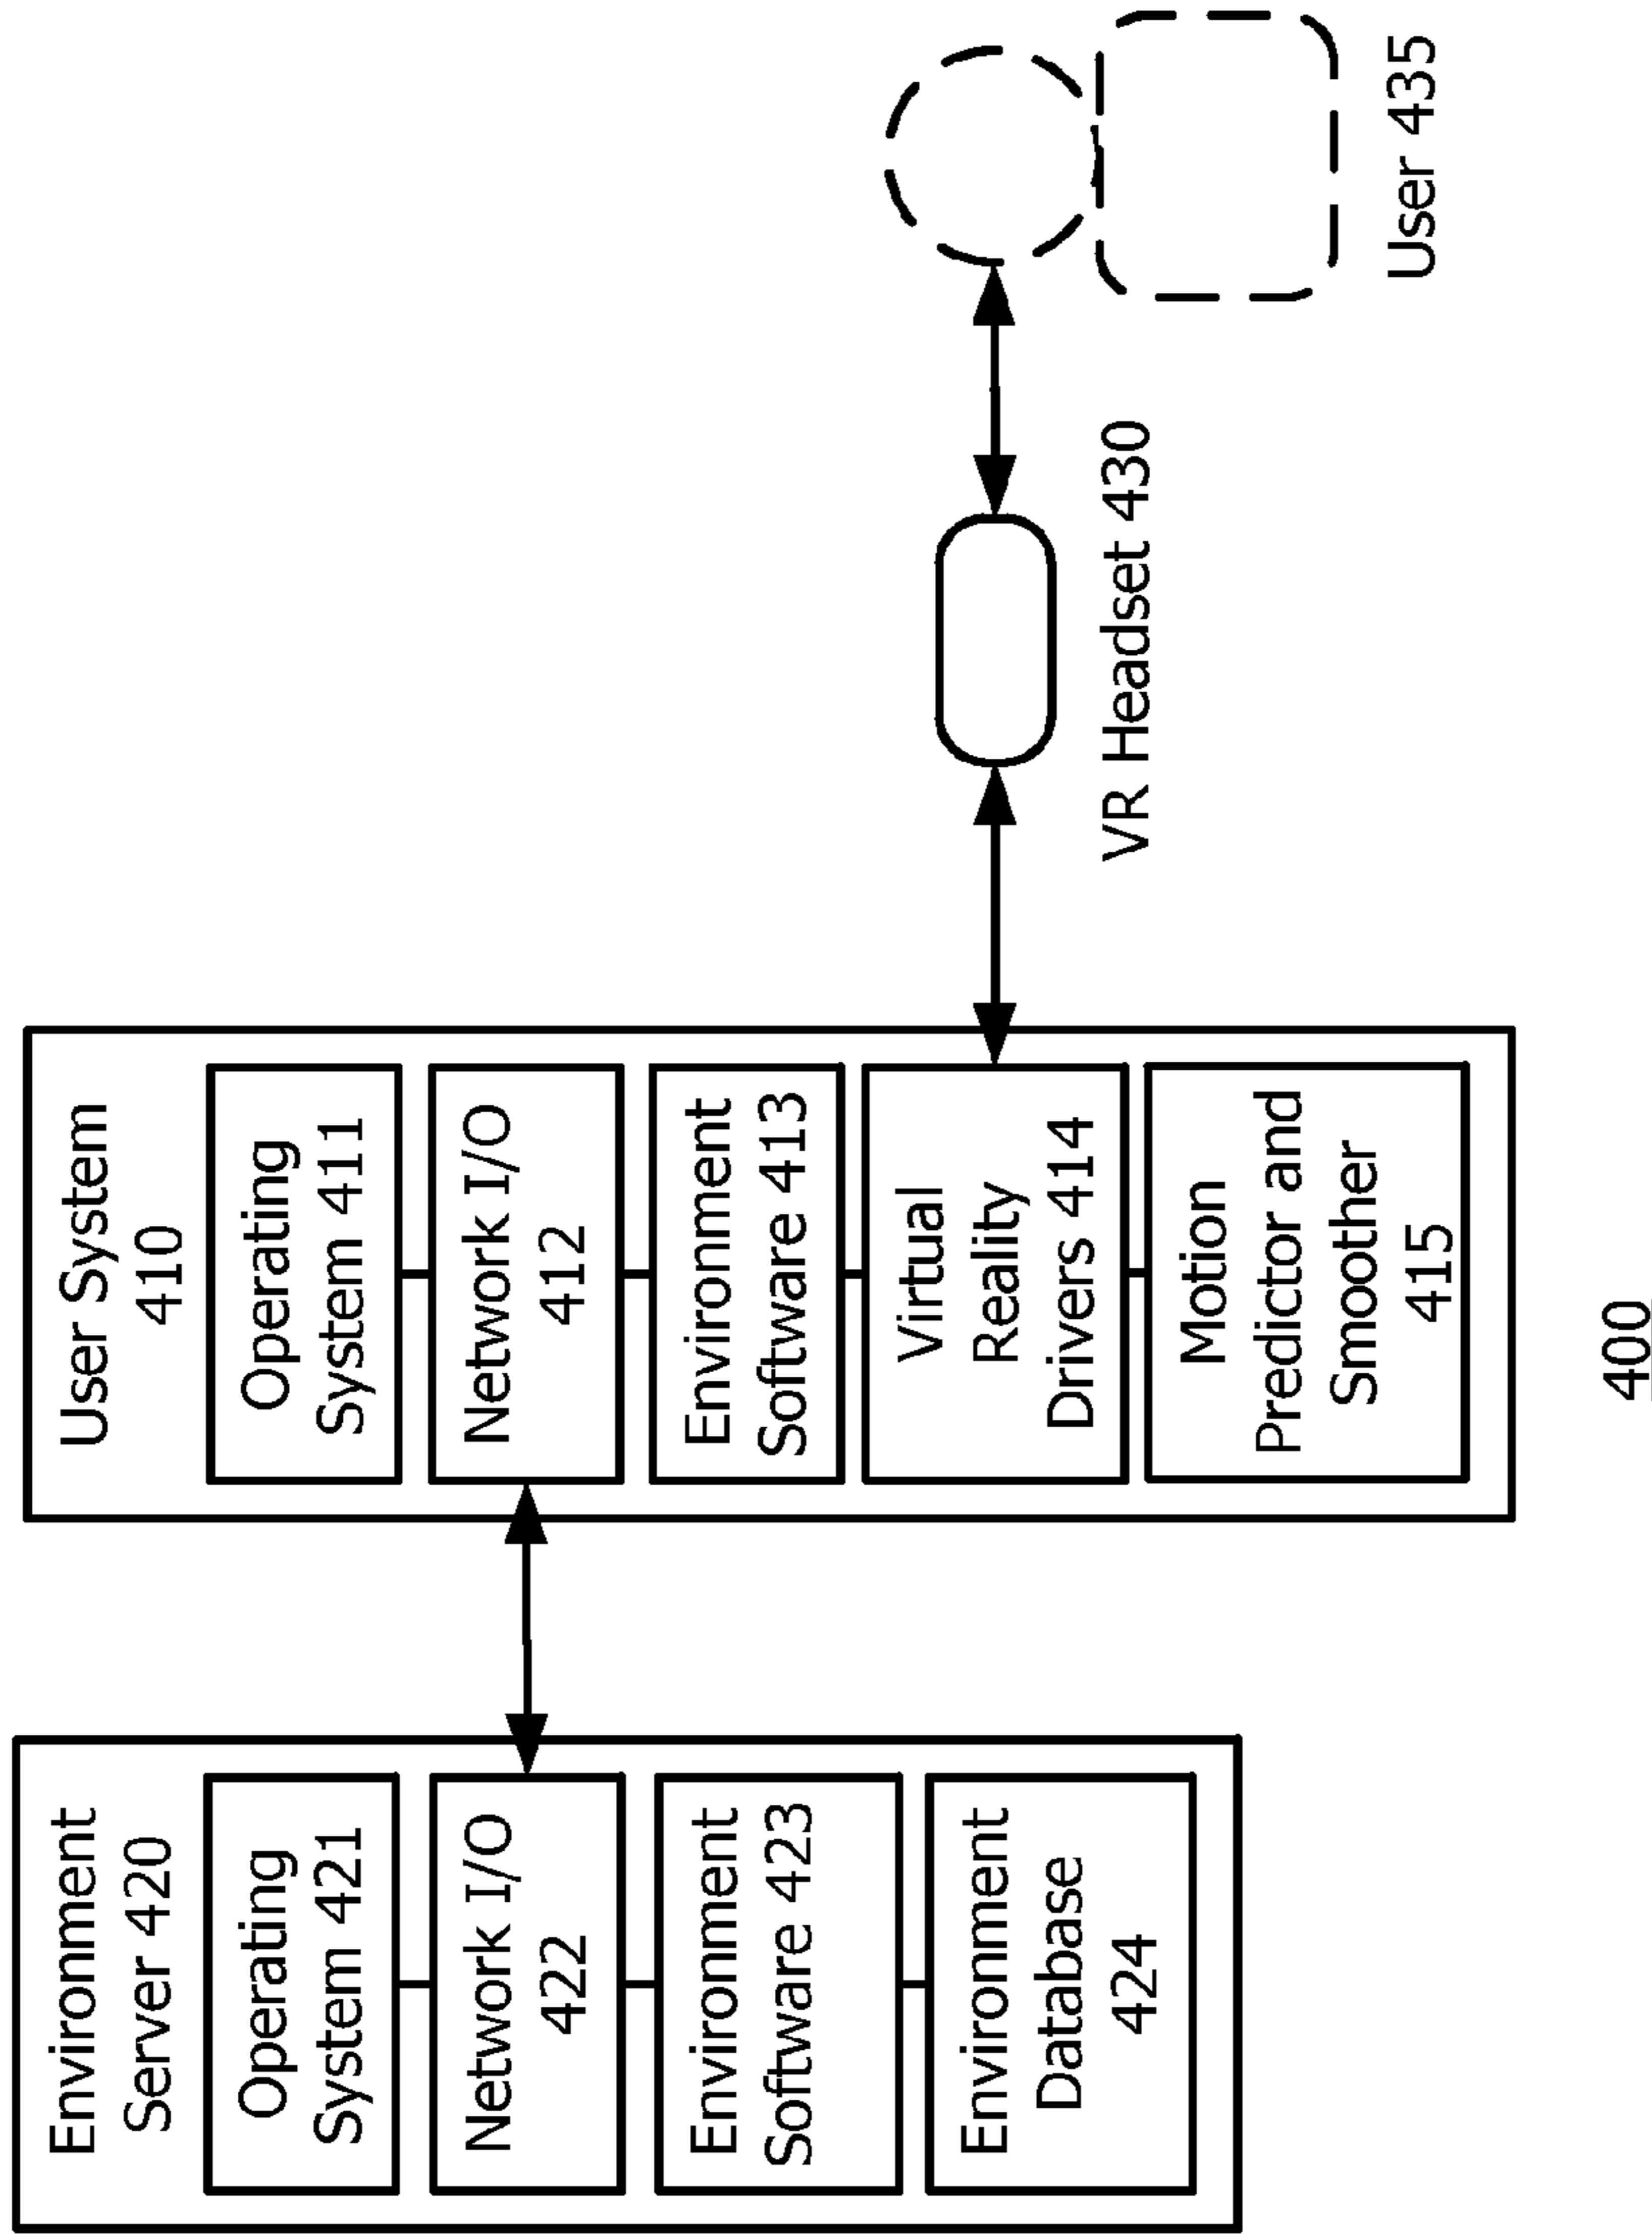 Environment
Server 420
Operating
System 421
Network I/O
422
Environment
Software 423
Environment
Database
424
User System
410
Operating
System 411
Network I/O
412
Environment
Software 413
Virtual
Reality
Drivers 414
Motion
Predictor and
Smoother
415
VR Headset 430
User 435
400